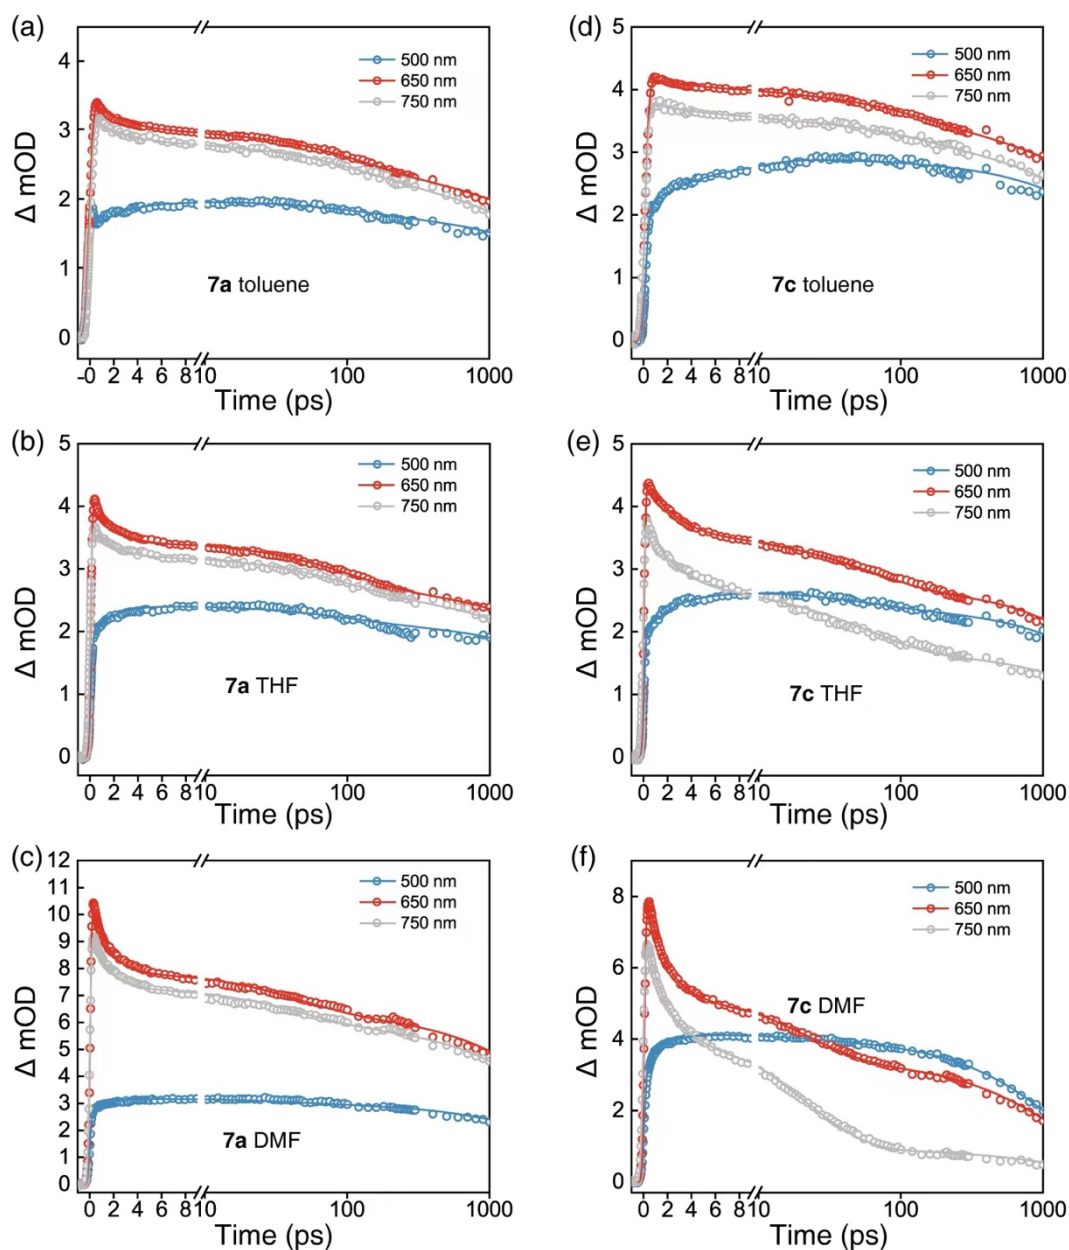 (a)
4
3
2
1
0
Δ mOD
500 nm
650 nm
750 nm
7a toluene
-0 2 4 6 8 10 100 1000
Time (ps)
(d)
5
4
3
2
1
0
Δ mOD
500 nm
650 nm
750 nm
7c toluene
0 2 4 6 8 10 100 1000
Time (ps)
(b)
5
4
3
2
1
0
Δ mOD
500 nm
650 nm
750 nm
7a THF
0 2 4 6 8 10 100 1000
Time (ps)
(e)
5
4
3
2
1
0
Δ mOD
500 nm
650 nm
750 nm
7c THF
0 2 4 6 8 10 100 1000
Time (ps)
(c)
12
11
10
9
8
7
6
5
4
3
2
1
0
Δ mOD
500 nm
650 nm
750 nm
7a DMF
0 2 4 6 8 10 100 1000
Time (ps)
(f)
8
6
4
2
0
Δ mOD
500 nm
650 nm
750 nm
7c DMF
0 2 4 6 8 10 100 1000
Time (ps)